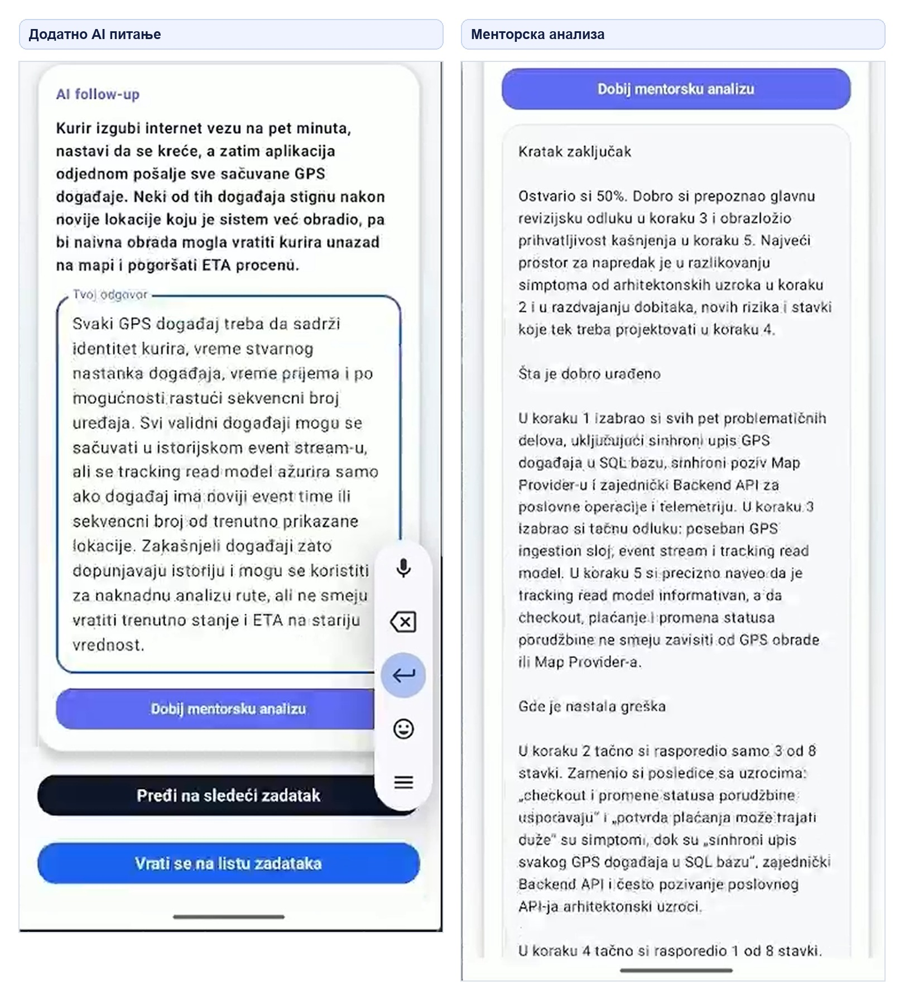 Додатно AI питање
AI follow-up
Kurir izgubi internet vezu na pet minuta,
nastavi da se kreće, a zatim aplikacija
odjednom pošalje sve sačuvane GPS
događaje. Neki od tih događaja stignu nakon
novije lokacije koju je sistem već obradio, pa
bi naivna obrada mogla vratiti kurira unazad
na mapi i pogoršati ETA procenu.
Tvoj odgovor
Svaki GPS događaj treba da sadrži
identitet kurira, vreme stvarnog
nastanka događaja, vreme prijema i po
mogućnosti rastući sekvencni broj
uređaja. Svi validni događaji mogu se
sačuvati u istorijskom event stream-u,
ali se tracking read model ažurira samo
ako događaj ima noviji event time ili
sekvencni broj od trenutno prikazane
lokacije. Zakašnjeli događaji zato
dopunjavaju istoriju i mogu se koristiti
za naknadnu analizu rute, ali ne smeju
vratiti trenutno stanje i ETA na stariju
vrednost.
Dobij mentorsku analizu
Pređi na sledeći zadatak
Vrati se na listu zadataka
Менторска анализа
Dobij mentorsku analizu
Kratak zaključak
Ostvario si 50%. Dobro si prepoznao glavnu
revizijsku odluku u koraku 3 i obrazložio
prihvatljivost kašnjenja u koraku 5. Najveći
prostor za napredak je u razlikovanju
simptoma od arhitektonskih uzroka u koraku
2 i u razdvajanju dobitaka, novih rizika i stavki
koje tek treba projektovati u koraku 4.
Šta je dobro urađeno
U koraku 1 izabrao si svih pet problematičnih
delova, uključujući sinhroni upis GPS
događaja u SQL bazu, sinhroni poziv Map
Provider-u i zajednički Backend API za
poslovne operacije i telemetriju. U koraku 3
izabrao si tačnu odluku: poseban GPS
ingestion sloj, event stream i tracking read
model. U koraku 5 si precizno naveo da je
tracking read model informativan, a da
checkout, plaćanje i promena statusa
porudžbine ne smeju zavisiti od GPS obrade
ili Map Provider-a.
Gde je nastala greška
U koraku 2 tačno si rasporedio samo 3 od 8
stavki. Zamenio si posledice sa uzrocima:
„checkout i promene statusa porudžbine
usporavaju“ i „potvrda plaćanja može trajati
duže“ su simptomi, dok su „sinhroni upis
svakog GPS događaja u SQL bazu“, zajednički
Backend API i često pozivanje poslovnog
API-ja arhitektonski uzroci.
U koraku 4 tačno si rasporedio 1 od 8 stavki.